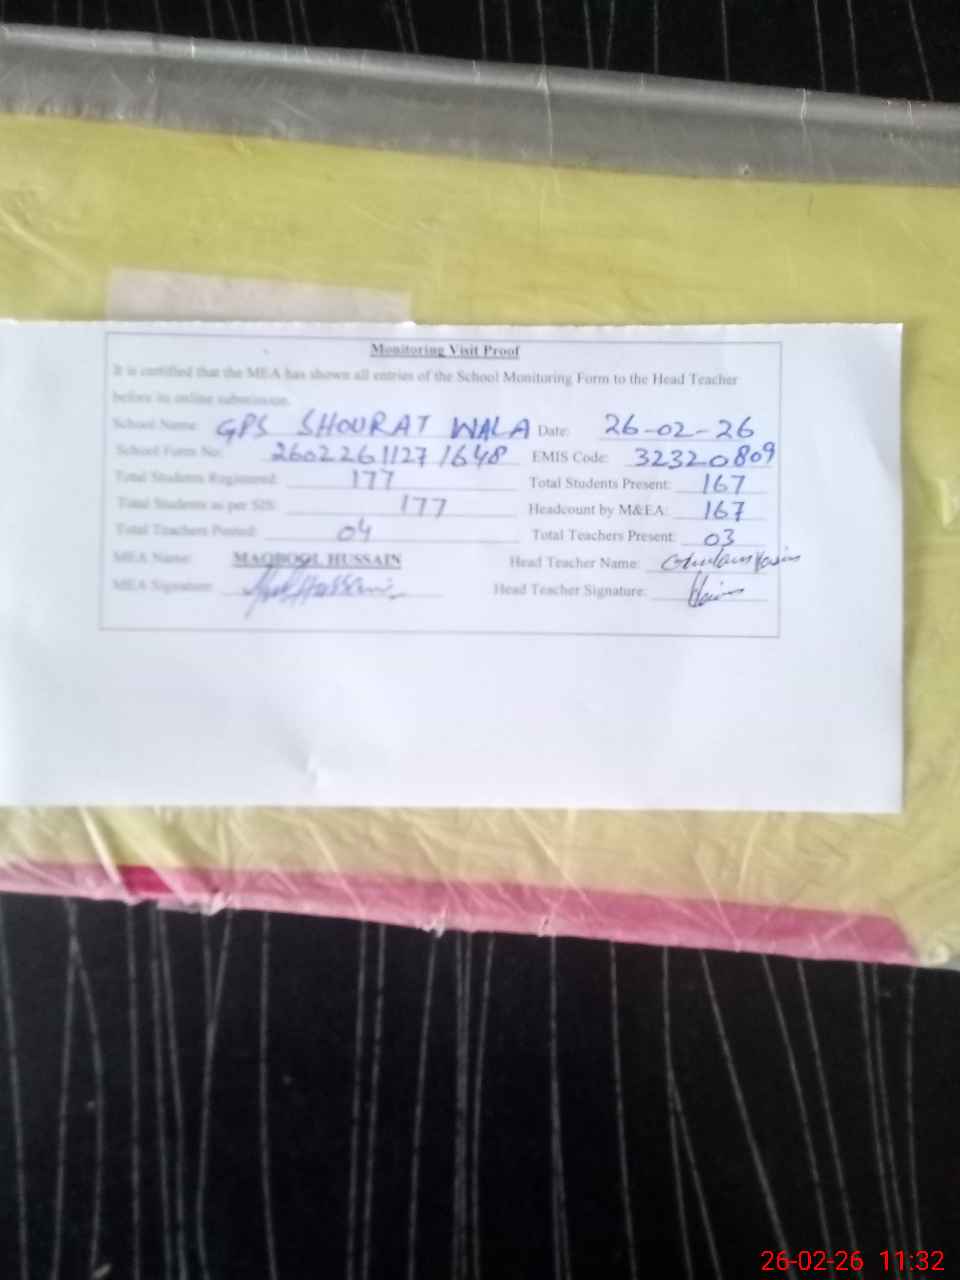 Monitoring Visit Proof
It is certified that the MEA has shown all entries of the School Monitoring Form to the Head Teacher
before its online submission.
School Name: GPS SHOURAT WALA Date: 26-02-26
School Form No: 26022611271648 EMIS Code: 32320809
Total Students Registered: 177 Total Students Present: 167
Total Students as per SIS: 177 Headcount by M&EA: 167
Total Teachers Posted: 04 Total Teachers Present: 03
MEA Name: MAQBOOL HUSSAIN Head Teacher Name: Ghulam Yasin
MEA Signature: Head Teacher Signature:
26-02-26 11:32